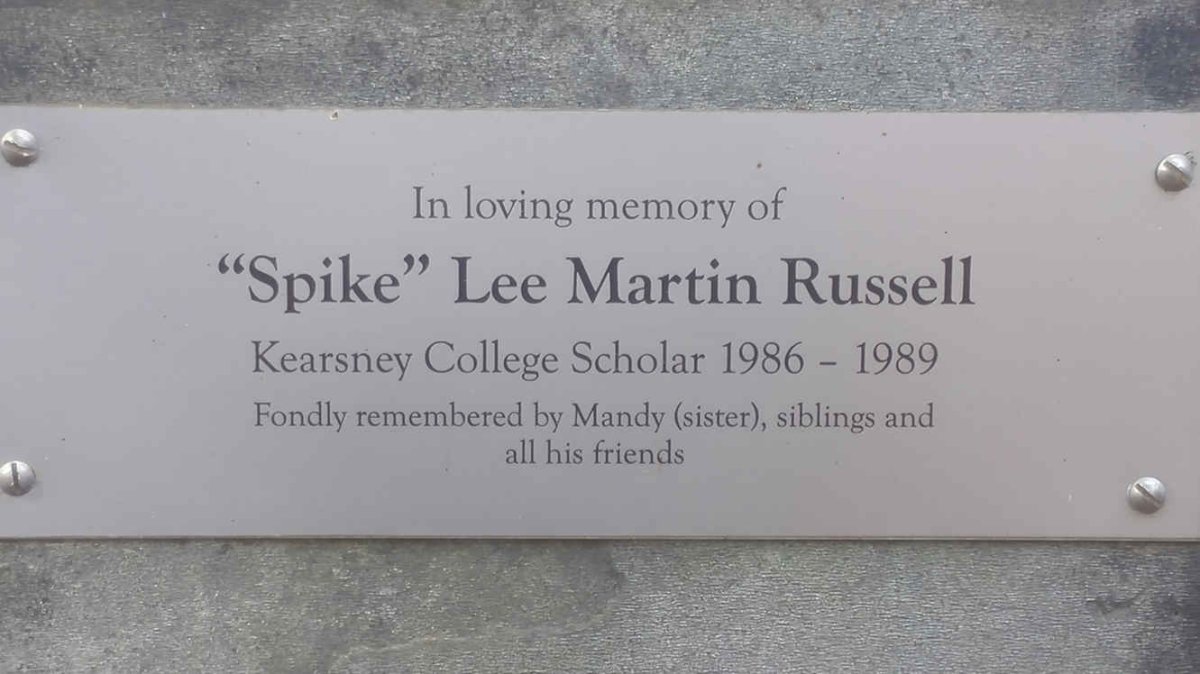 In loving memory of
“Spike” Lee Martin Russell
Kearsney College Scholar 1986 – 1989
Fondly remembered by Mandy (sister), siblings and
all his friends